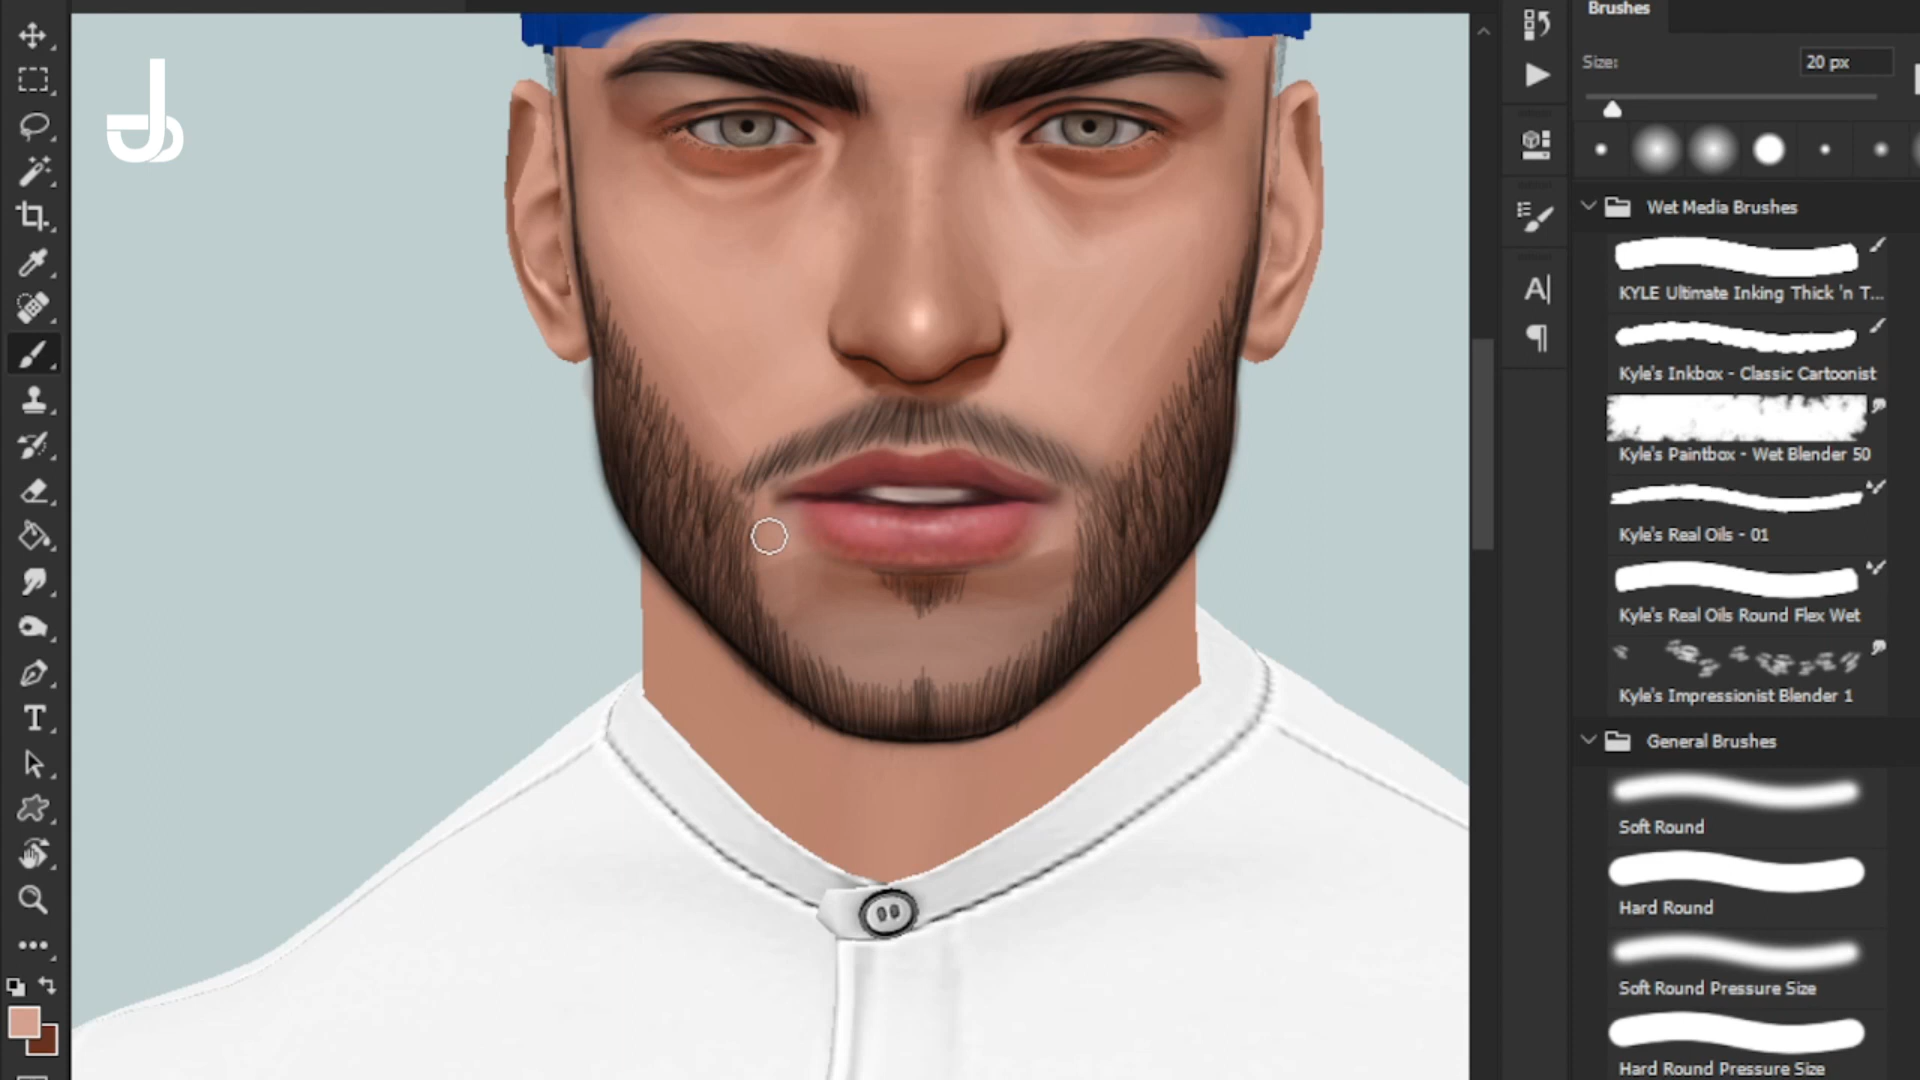 Brushes
Size:
20 px
Wet Media Brushes
KYLE Ultimate Inking Thick 'n T...
Kyle's Inkbox - Classic Cartoonist
Kyle's Paintbox - Wet Blender 50
Kyle's Real Oils - 01
Kyle's Real Oils Round Flex Wet
Kyle's Impressionist Blender 1
General Brushes
Soft Round
Hard Round
Soft Round Pressure Size
Hard Round Pressure Size